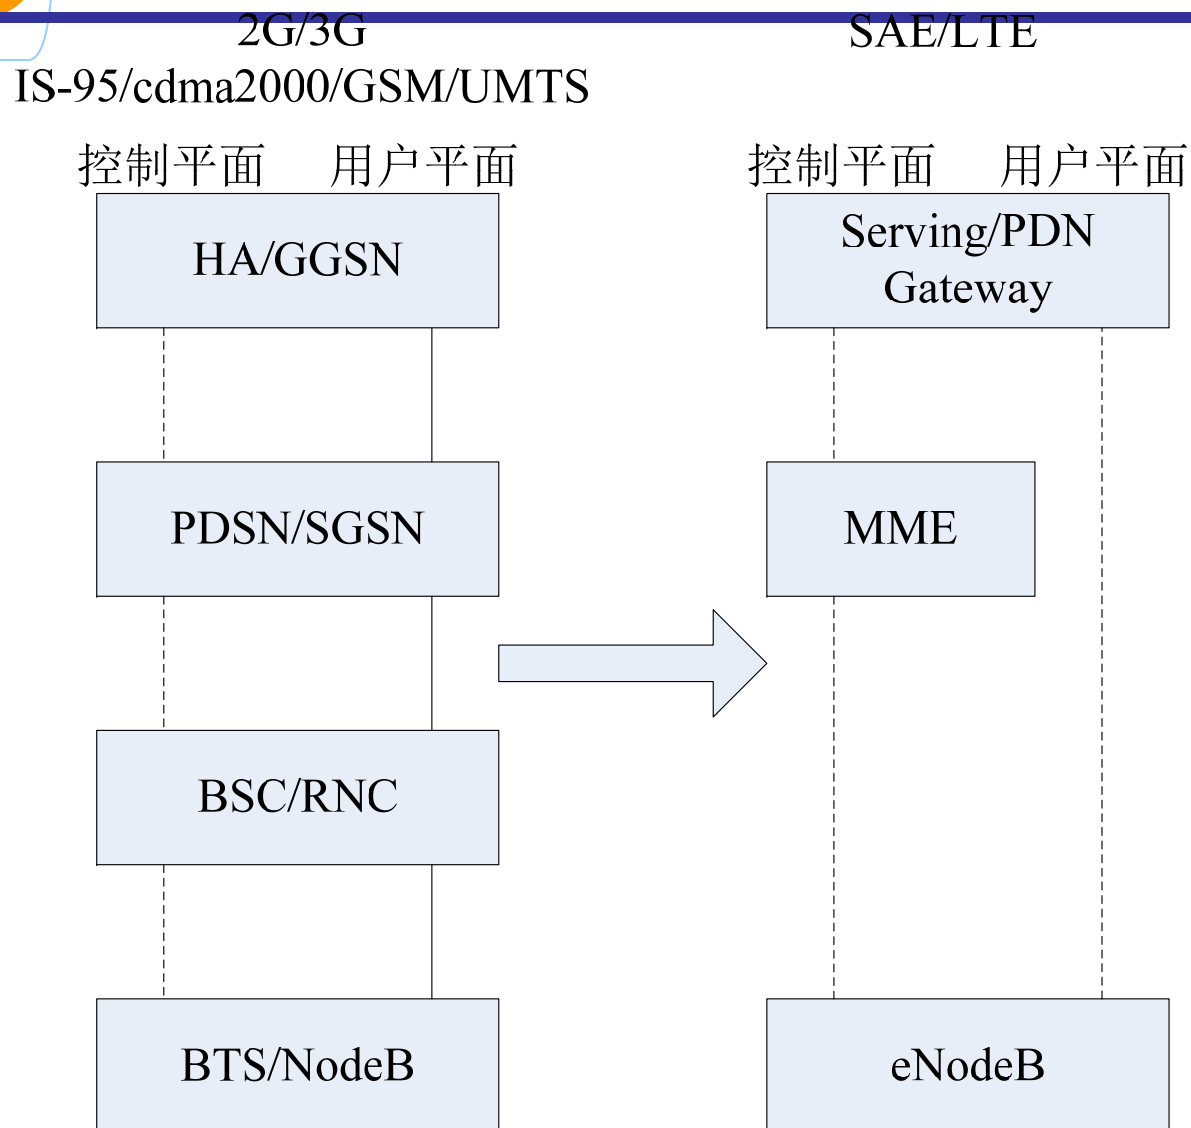 2G/3G
IS-95/cdma2000/GSM/UMTS
控制平面 用户平面
HA/GGSN
PDSN/SGSN
BSC/RNC
BTS/NodeB
SAE/LTE
控制平面 用户平面
Serving/PDN
Gateway
MME
eNodeB